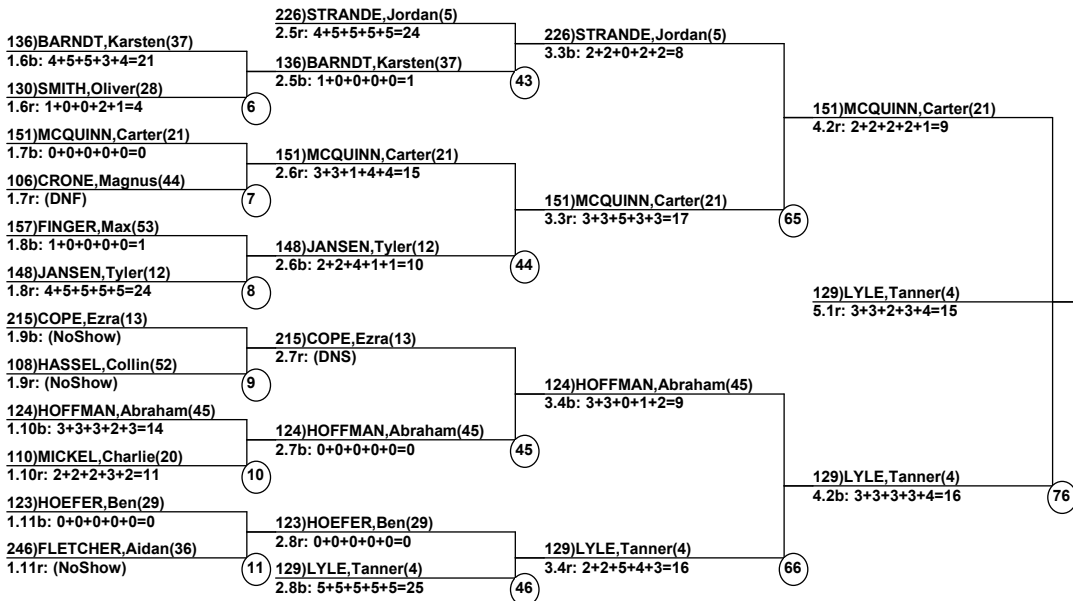 136)BARNDT,Karsten(37)
1.6b: 4+5+5+3+4=21
130)SMITH,Oliver(28)
1.6r: 1+0+0+2+1=4
6
151)MCQUINN,Carter(21)
1.7b: 0+0+0+0+0=0
106)CRONE,Magnus(44)
1.7r: (DNF)
7
157)FINGER,Max(53)
1.8b: 1+0+0+0+0=1
148)JANSEN,Tyler(12)
1.8r: 4+5+5+5+5=24
8
215)COPE,Ezra(13)
1.9b: (NoShow)
108)HASSEL,Collin(52)
1.9r: (NoShow)
9
124)HOFFMAN,Abraham(45)
1.10b: 3+3+3+2+3=14
110)MICKEL,Charlie(20)
1.10r: 2+2+2+3+2=11
10
123)HOEFER,Ben(29)
1.11b: 0+0+0+0+0=0
246)FLETCHER,Aidan(36)
1.11r: (NoShow)
11
226)STRANDE,Jordan(5)
2.5r: 4+5+5+5+5=24
136)BARNDT,Karsten(37)
2.5b: 1+0+0+0+0=1
43
151)MCQUINN,Carter(21)
2.6r: 3+3+1+4+4=15
148)JANSEN,Tyler(12)
2.6b: 2+2+4+1+1=10
44
215)COPE,Ezra(13)
2.7r: (DNS)
124)HOFFMAN,Abraham(45)
2.7b: 0+0+0+0+0=0
45
123)HOEFER,Ben(29)
2.8r: 0+0+0+0+0=0
129)LYLE,Tanner(4)
2.8b: 5+5+5+5+5=25
46
226)STRANDE,Jordan(5)
3.3b: 2+2+0+2+2=8
151)MCQUINN,Carter(21)
3.3r: 3+3+5+3+3=17
65
124)HOFFMAN,Abraham(45)
3.4b: 3+3+0+1+2=9
129)LYLE,Tanner(4)
3.4r: 2+2+5+4+3=16
66
151)MCQUINN,Carter(21)
4.2r: 2+2+2+2+1=9
129)LYLE,Tanner(4)
4.2b: 3+3+3+3+4=16
76
129)LYLE,Tanner(4)
5.1r: 3+3+2+3+4=15